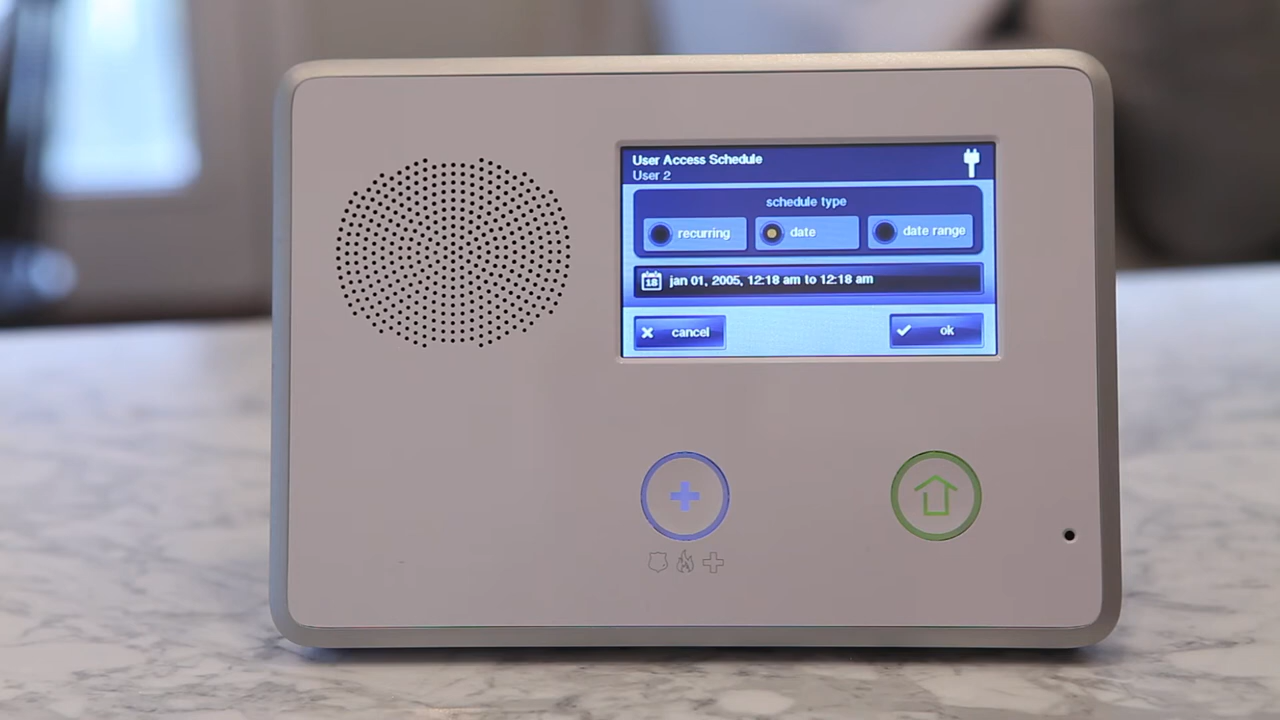 User Access Schedule
User 2
schedule type
recurring date date range
18 jan 01, 2005, 12:18 am to 12:18 am
cancel ok